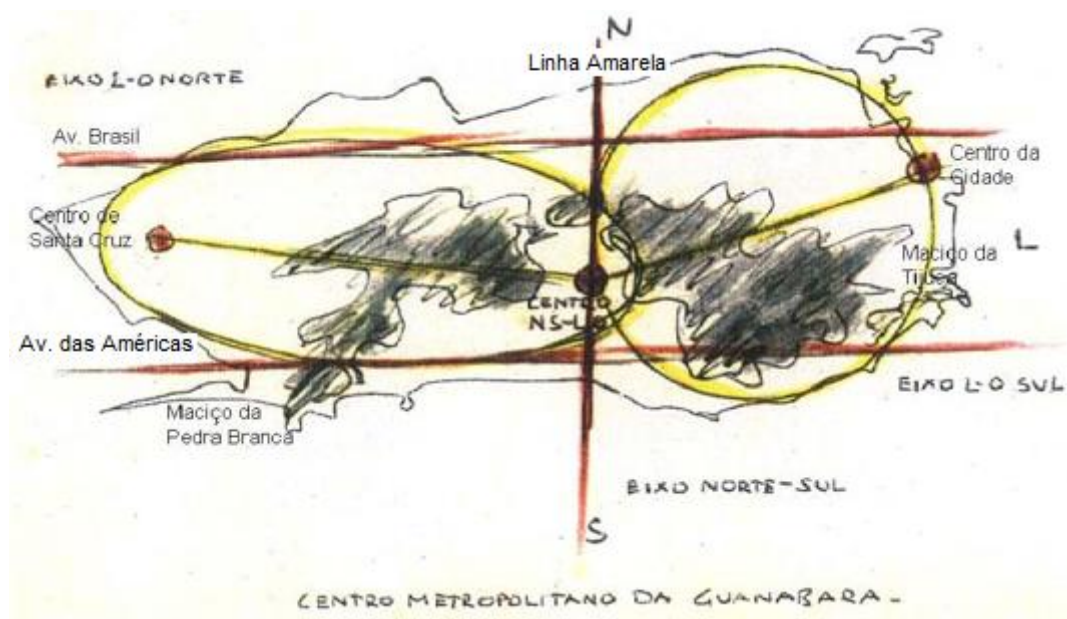 N
Linha Amarela
EIXO L-O NORTE
Av. Brasil
Centro da
Cidade
Centro de
Santa Cruz
L
Maciço da
Tijuca
CENTRO
NS-LO
Av. das Américas
EIXO L-O SUL
Maciço da
Pedra Branca
EIXO NORTE-SUL
S
CENTRO METROPOLITANO DA GUANABARA -